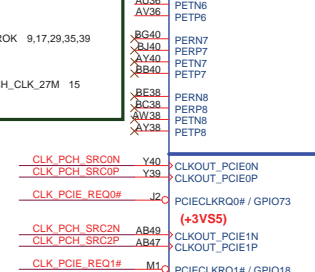 AU36 PETN6
AV36 PETP6
BG40 PERN7
ROK 9,17,29,35,39 BJ40 PERP7
AY40 PETN7
BB40 PETP7
H_CLK_27M 15
BE38 PERN8
BC38 PERP8
AW38 PETN8
AY38 PETP8
CLK_PCH_SRC0N Y40 CLKOUT_PCIE0N
CLK_PCH_SRC0P Y39 CLKOUT_PCIE0P
CLK_PCIE_REQ0# J2 PCIECLKRQ0# / GPIO73
(+3VS5)
CLK_PCH_SRC2N AB49 CLKOUT_PCIE1N
CLK_PCH_SRC2P AB47 CLKOUT_PCIE1P
CLK_PCIE_REQ1# M1 PCIECLKRQ1# / GPIO18